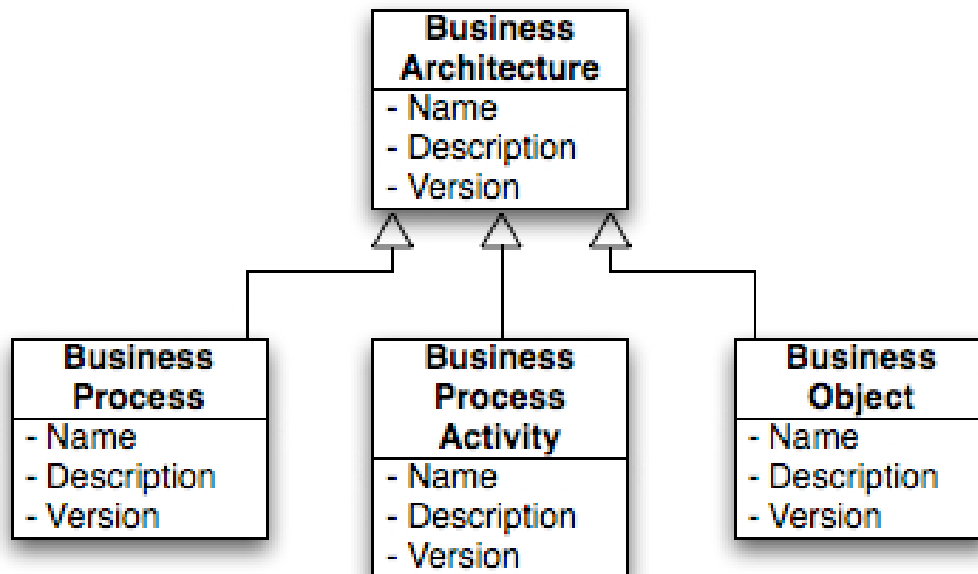 Business
Architecture
- Name
- Description
- Version
Business
Process
- Name
- Description
- Version
Business
Process
Activity
- Name
- Description
- Version
Business
Object
- Name
- Description
- Version